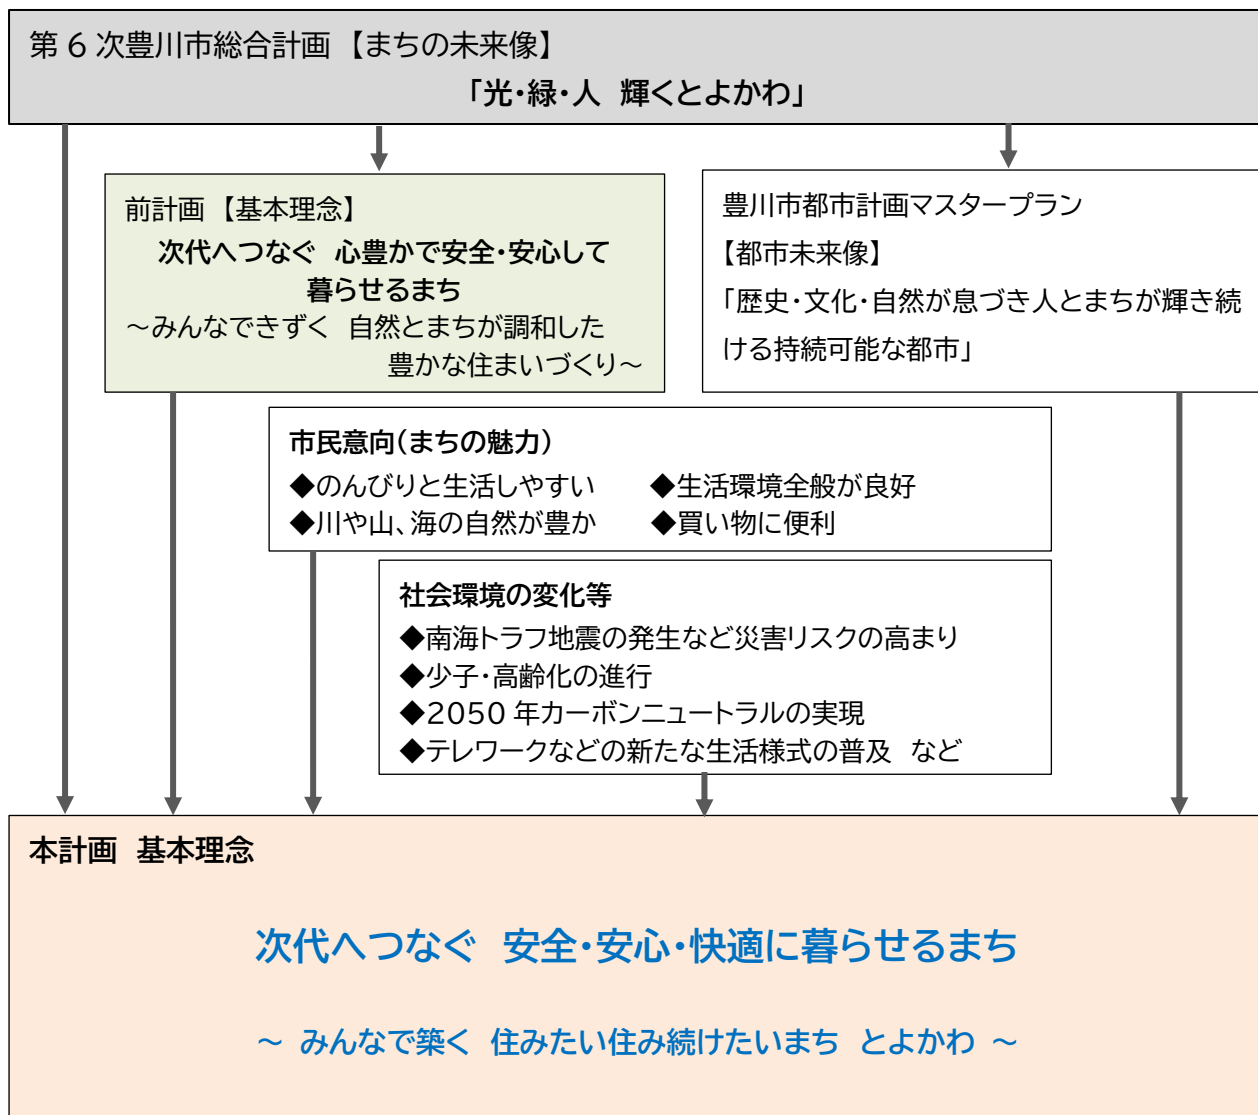 第6次豊川市総合計画 【まちの未来像】
「光・緑・人 輝くとよかわ」
前計画 【基本理念】
次代へつなぐ 心豊かで安全・安心して
暮らせるまち
～みんなできずく 自然とまちが調和した
豊かな住まいづくり～
豊川市都市計画マスタープラン
【都市未来像】
「歴史・文化・自然が息づき人とまちが輝き続
ける持続可能な都市」
市民意向(まちの魅力)
◆のんびりと生活しやすい ◆生活環境全般が良好
◆川や山、海の自然が豊か ◆買い物に便利
社会環境の変化等
◆南海トラフ地震の発生など災害リスクの高まり
◆少子・高齢化の進行
◆2050年カーボンニュートラルの実現
◆テレワークなどの新たな生活様式の普及 など
本計画 基本理念
次代へつなぐ 安全・安心・快適に暮らせるまち
～ みんなで築く 住みたい住み続けたいまち とよかわ ～